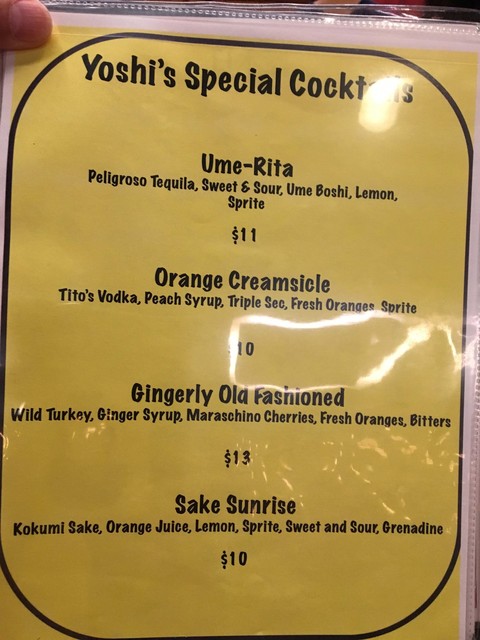 Yoshi's Special Cocktails
Ume-Rita
Peligroso Tequila, Sweet & Sour, Ume Boshi, Lemon,
Sprite
$11
Orange Creamsicle
Tito's Vodka, Peach Syrup, Triple Sec, Fresh Oranges, Sprite
$10
Gingerly Old Fashioned
Wild Turkey, Ginger Syrup, Maraschino Cherries, Fresh Oranges, Bitters
$13
Sake Sunrise
Kokumi Sake, Orange Juice, Lemon, Sprite, Sweet and Sour, Grenadine
$10